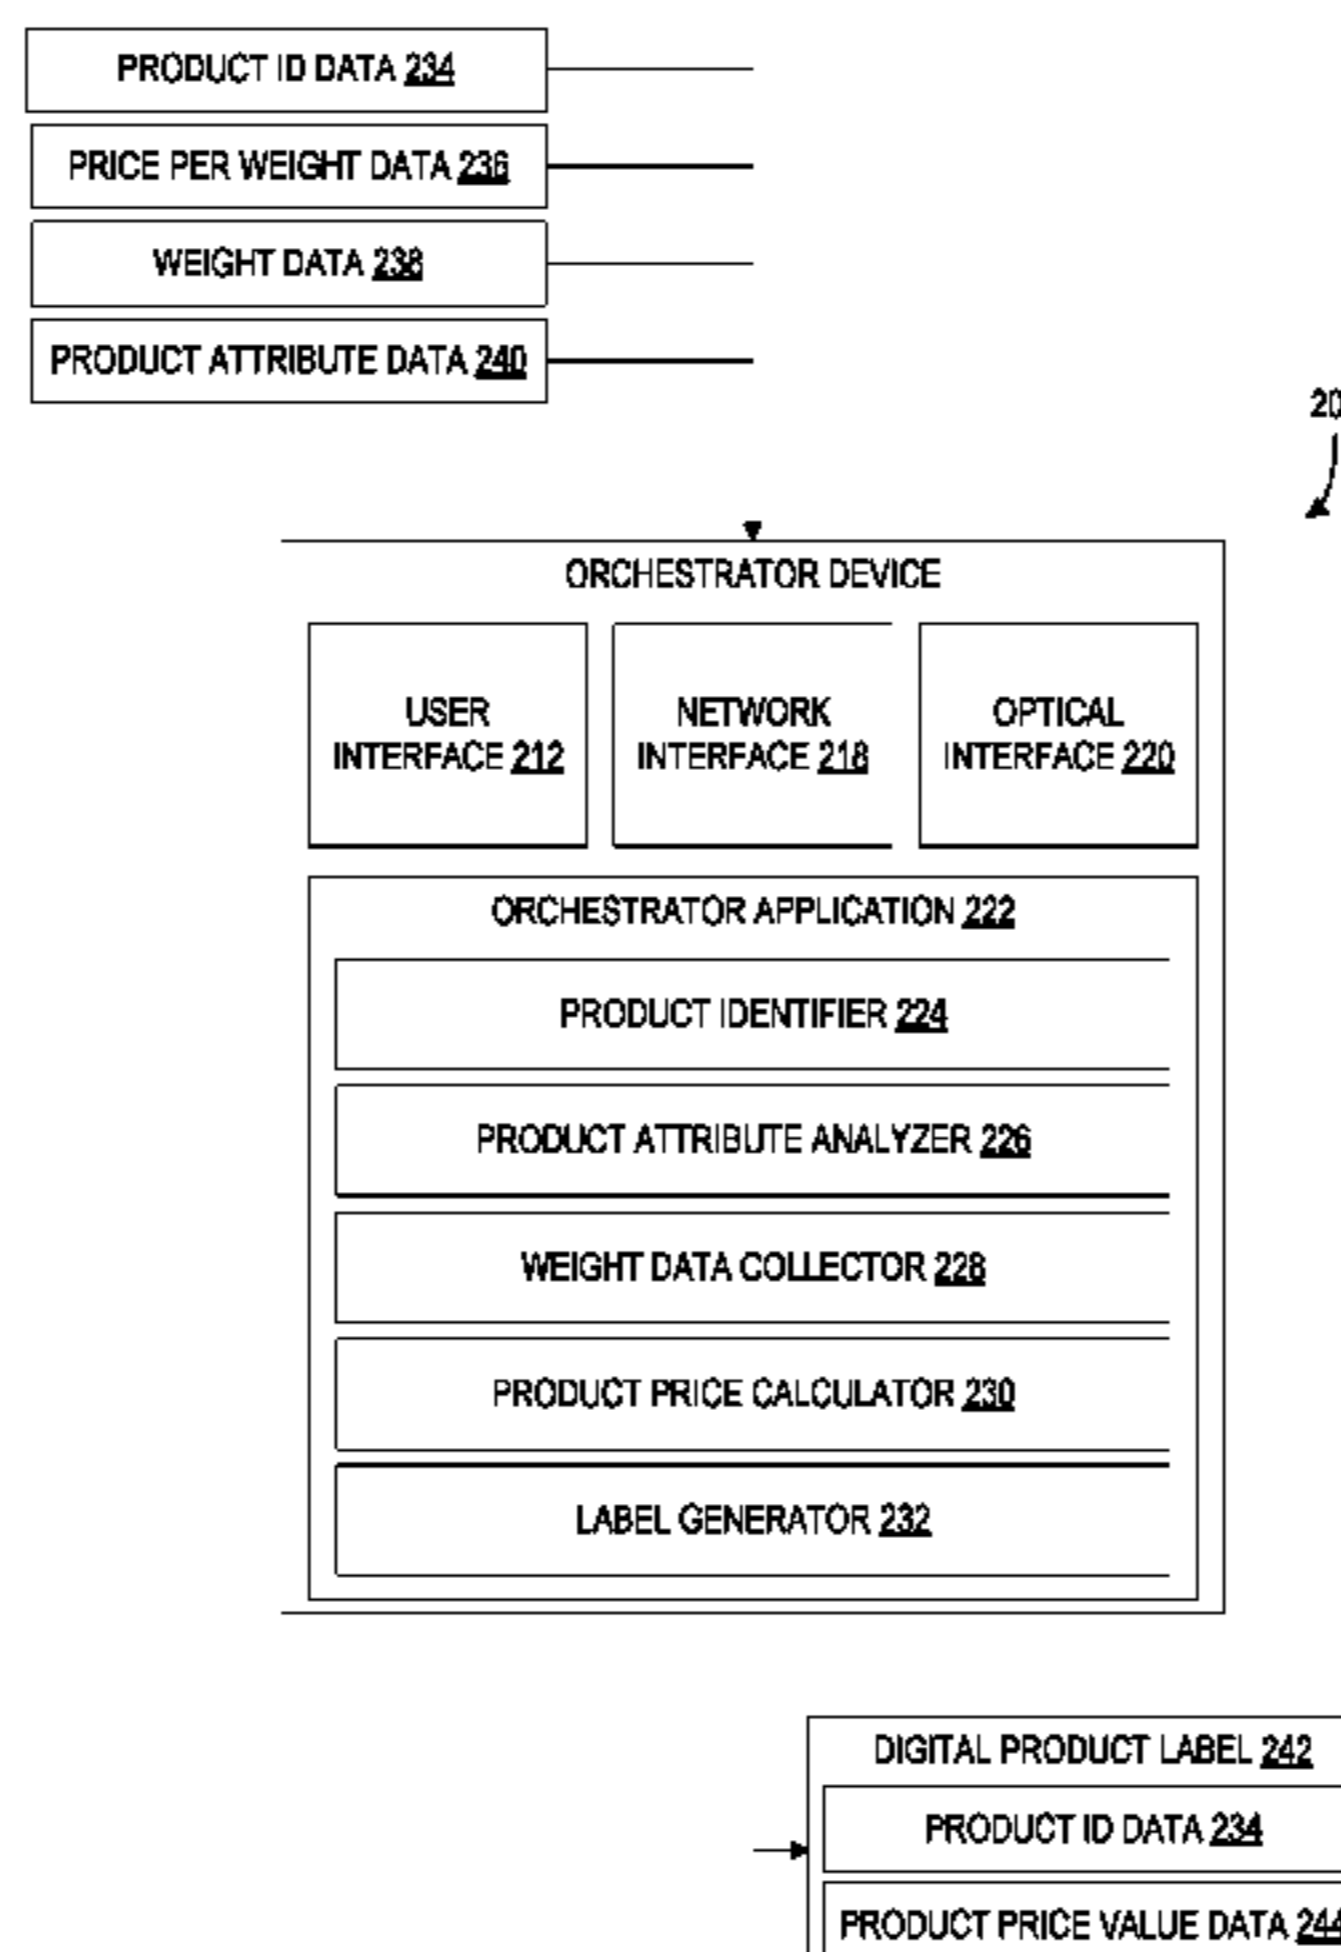 PRODUCT ID DATA 234
PRICE PER WEIGHT DATA 236
WEIGHT DATA 238
PRODUCT ATTRIBUTE DATA 240
20
ORCHESTRATOR DEVICE
USER
INTERFACE 212
NETWORK
INTERFACE 218
OPTICAL
INTERFACE 220
ORCHESTRATOR APPLICATION 222
PRODUCT IDENTIFIER 224
PRODUCT ATTRIBUTE ANALYZER 226
WEIGHT DATA COLLECTOR 228
PRODUCT PRICE CALCULATOR 230
LABEL GENERATOR 232
DIGITAL PRODUCT LABEL 242
PRODUCT ID DATA 234
PRODUCT PRICE VALUE DATA 244